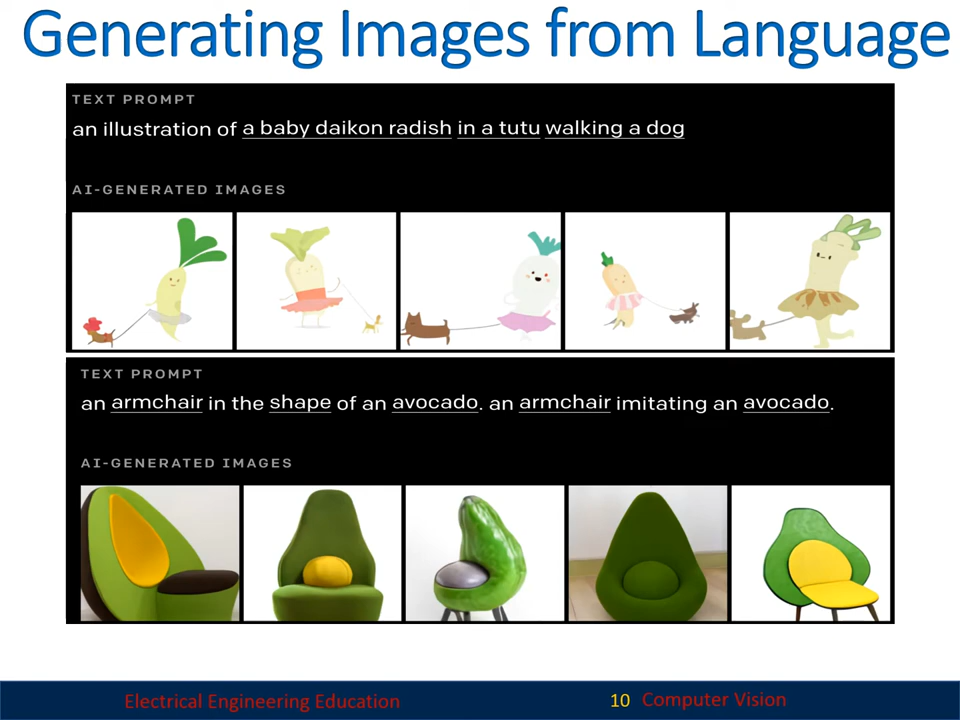 Generating Images from Language
TEXT PROMPT
an illustration of a baby daikon radish in a tutu walking a dog
AI-GENERATED IMAGES
TEXT PROMPT
an armchair in the shape of an avocado. an armchair imitating an avocado.
AI-GENERATED IMAGES
Electrical Engineering Education 10 Computer Vision